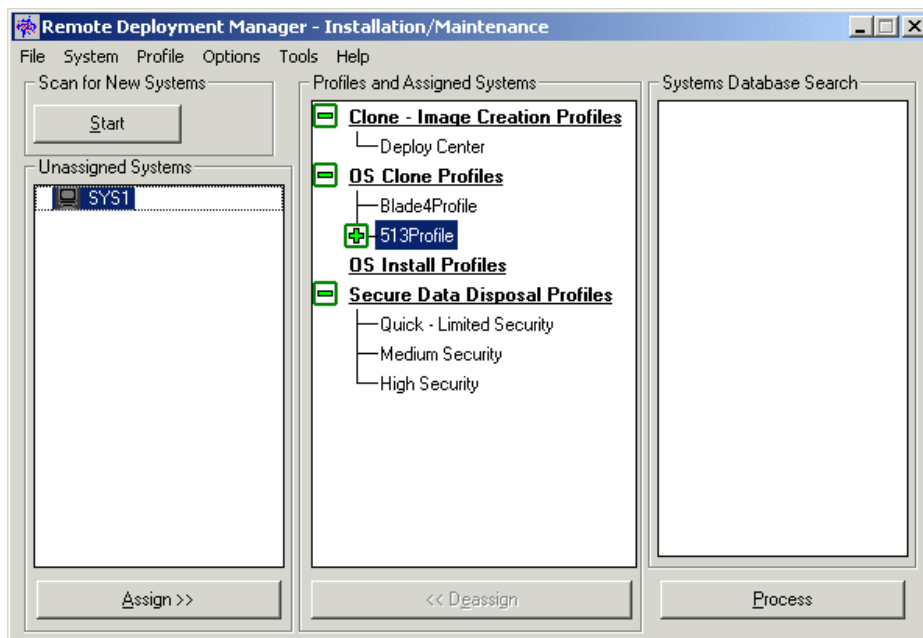 Remote Deployment Manager - Installation/Maintenance
File System Profile Options Tools Help
Scan for New Systems
Start
Unassigned Systems
SYS1
Assign >>
Profiles and Assigned Systems
Clone - Image Creation Profiles
Deploy Center
OS Clone Profiles
Blade4Profile
513Profile
OS Install Profiles
Secure Data Disposal Profiles
Quick - Limited Security
Medium Security
High Security
<< Deassign
Systems Database Search
Process